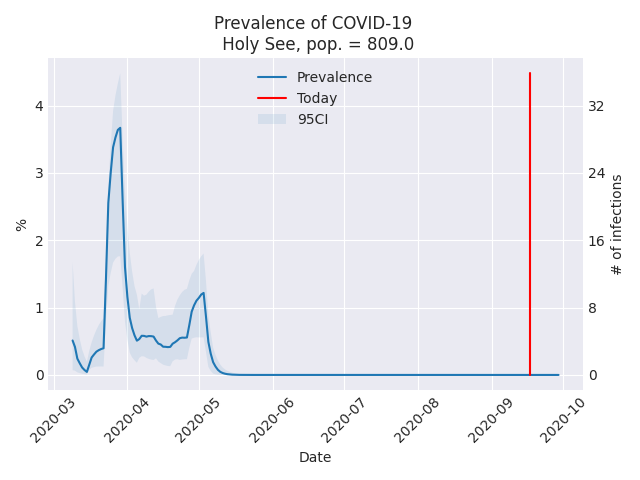 Prevalence of COVID-19
Holy See, pop. = 809.0
Prevalence
Today
95CI
4
3
2
1
0
%
32
24
16
8
0
# of infections
2020-03
2020-04
2020-05
2020-06
2020-07
2020-08
2020-09
2020-10
Date